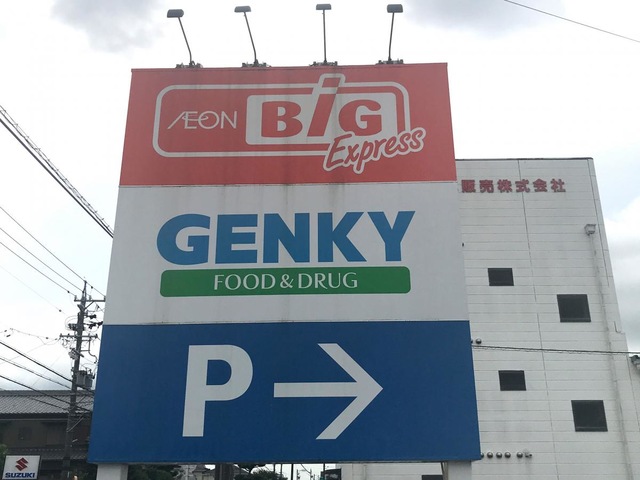 ÆON BiG
Express
GENKY
FOOD & DRUG
P →
販売株式会社
SUZUKI